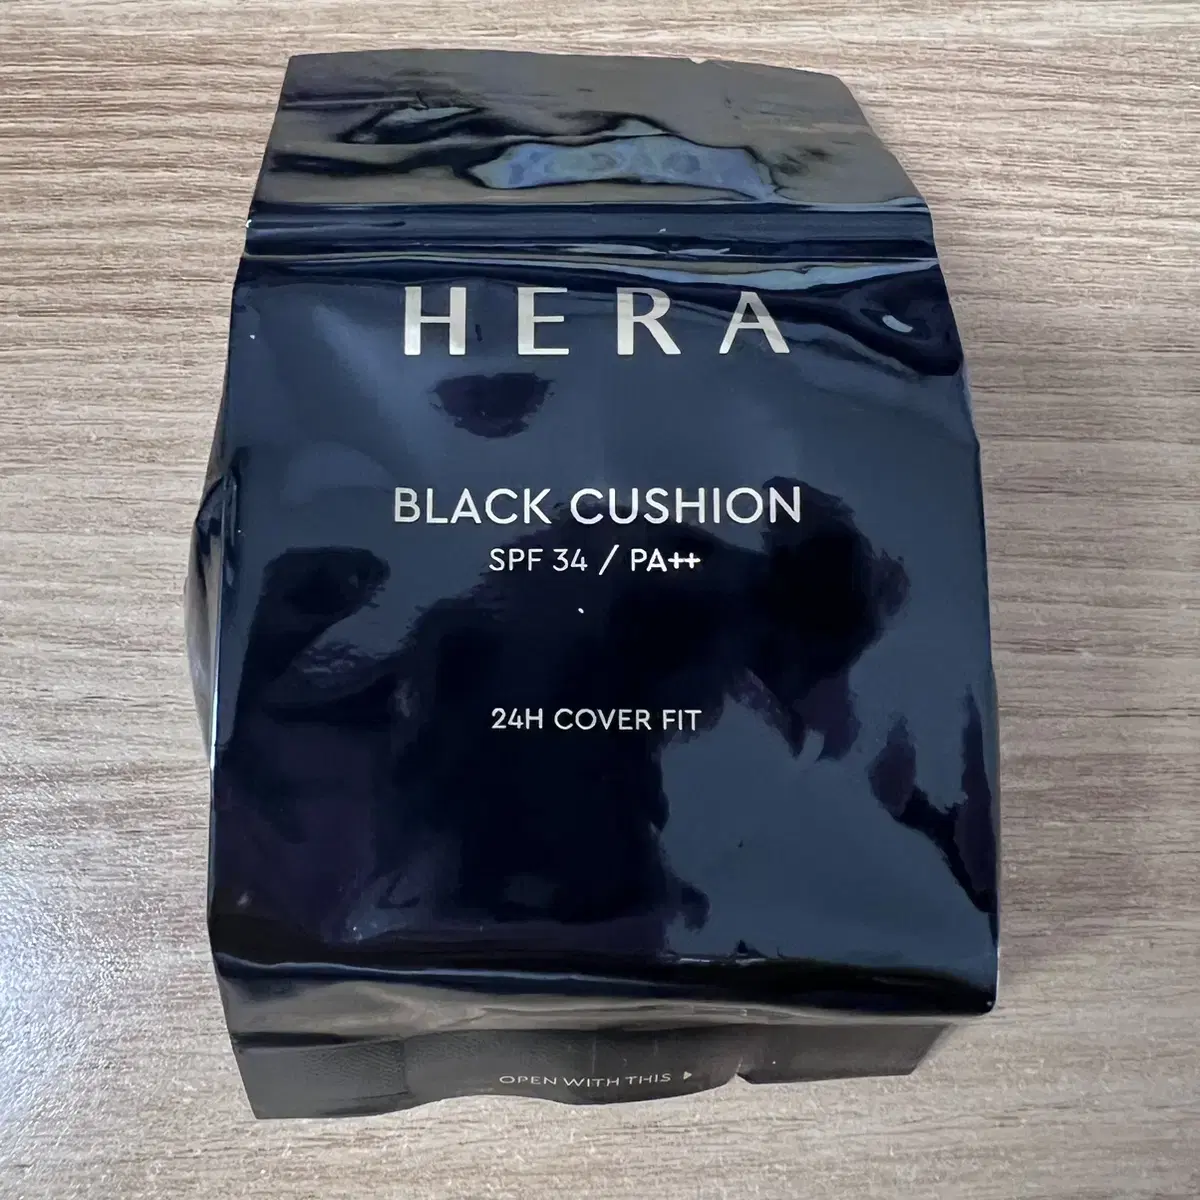 HERA
BLACK CUSHION
SPF 34 / PA++
24H COVER FIT
OPEN WITH THIS ▶